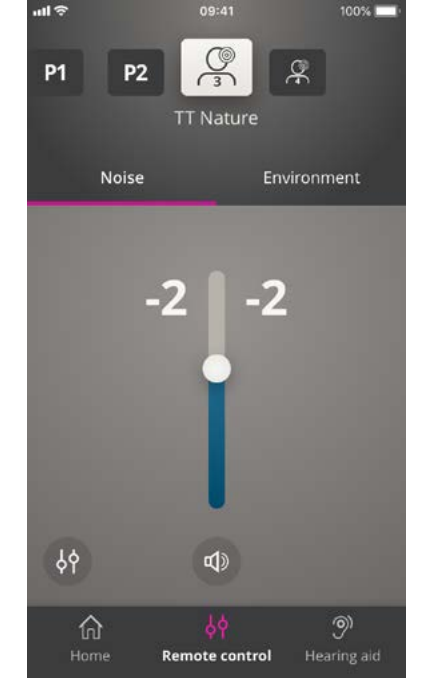 09:41
100%
P1
P2
3
4
TT Nature
Noise
Environment
-2
-2
Home
Remote control
Hearing aid